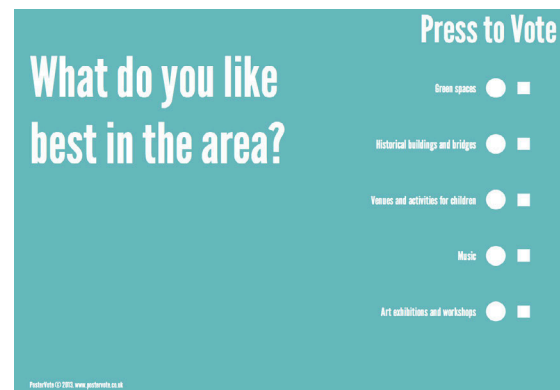 Press to Vote
What do you like
best in the area?
Green spaces
Historical buildings and bridges
Venues and activities for children
Music
Art exhibitions and workshops
PosterVote (C) 2013, www.postervote.co.uk